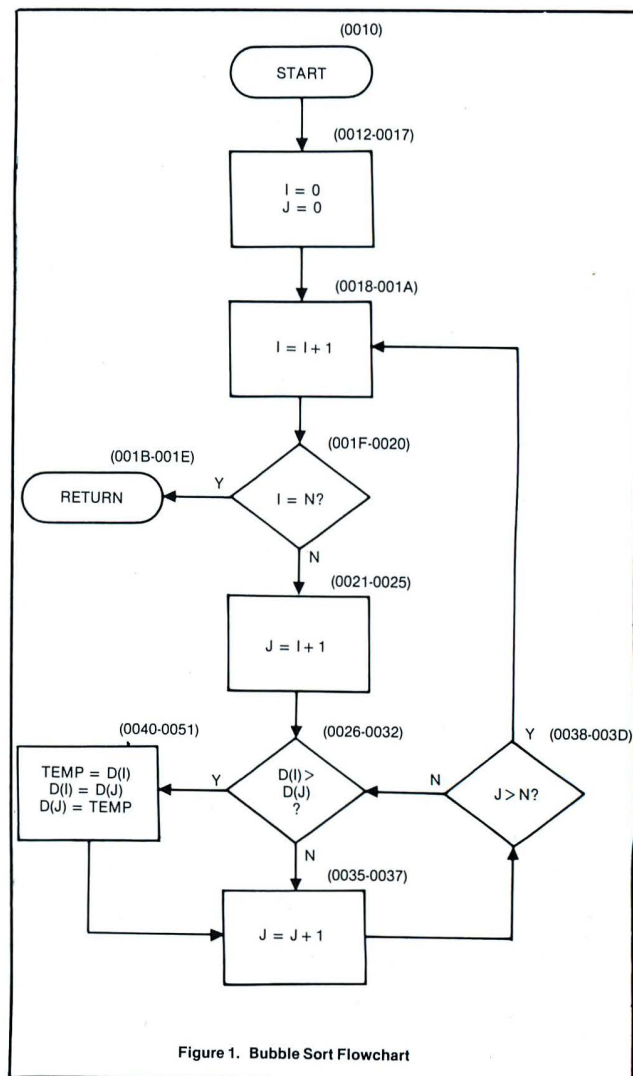 (0010)
START
(0012-0017)
I = 0
J = 0
(0018-001A)
I = I + 1
(001F-0020)
(001B-001E)
RETURN
Y
I = N?
N
(0021-0025)
J = I + 1
(0026-0032)
(0040-0051)
Y
(0038-003D)
TEMP = D(I)
D(I) = D(J)
D(J) = TEMP
Y
D(I)>
D(J)
?
N
J > N?
N
(0035-0037)
J = J + 1
Figure 1. Bubble Sort Flowchart